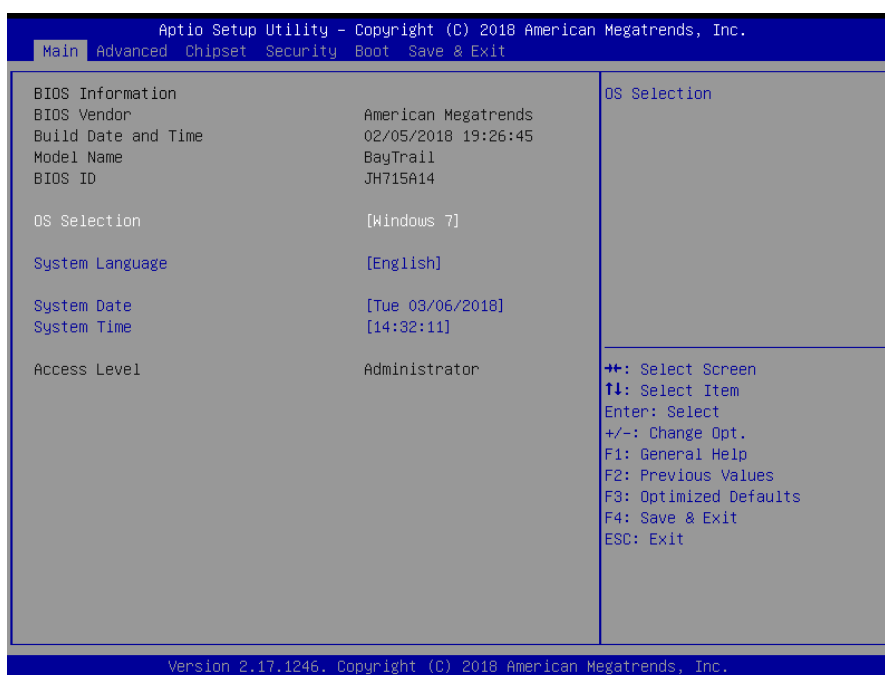 Aptio Setup Utility – Copyright (C) 2018 American Megatrends, Inc.
Main Advanced Chipset Security Boot Save & Exit
BIOS Information
BIOS Vendor American Megatrends
Build Date and Time 02/05/2018 19:26:45
Model Name BayTrail
BIOS ID JH715A14
OS Selection [Windows 7]
System Language [English]
System Date [Tue 03/06/2018]
System Time [14:32:11]
Access Level Administrator
OS Selection
→←: Select Screen
↑↓: Select Item
Enter: Select
+/-: Change Opt.
F1: General Help
F2: Previous Values
F3: Optimized Defaults
F4: Save & Exit
ESC: Exit
Version 2.17.1246. Copyright (C) 2018 American Megatrends, Inc.